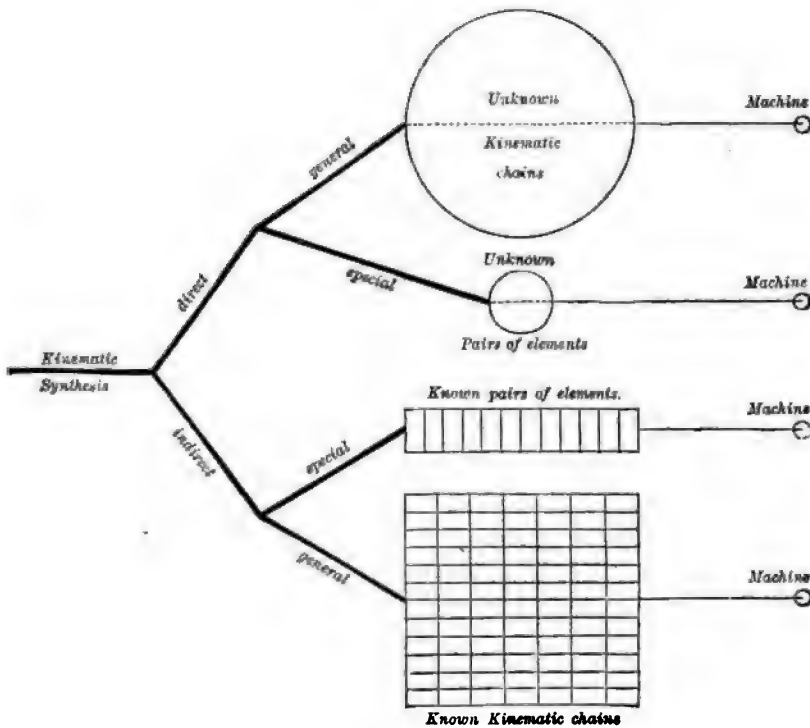 Unknown
Machine
Kinematic
chains
general
Unknown
special
Machine
Pairs of elements
direct
Kinematic
Synthesis
Known pairs of elements.
Machine
indirect
special
general
Machine
Known Kinematic chains